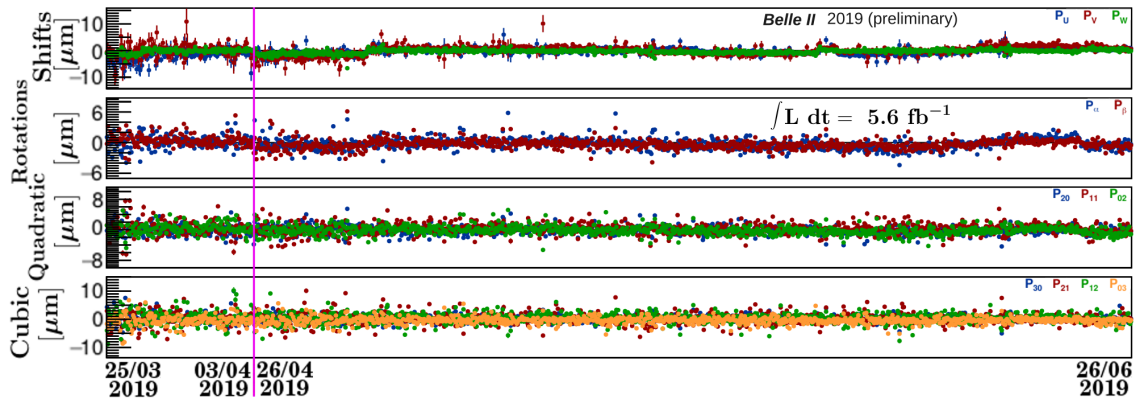 Belle II 2019 (preliminary)
P_U P_V P_W
Shifts
[μm]
10
0
−10
P_α P_β
∫L dt = 5.6 fb⁻¹
Rotations
[μm]
6
0
−6
P_20 P_11 P_02
Quadratic
[μm]
8
0
−8
P_30 P_21 P_12 P_03
Cubic
[μm]
10
0
−10
25/03 03/04 26/04 26/06
2019 2019 2019 2019